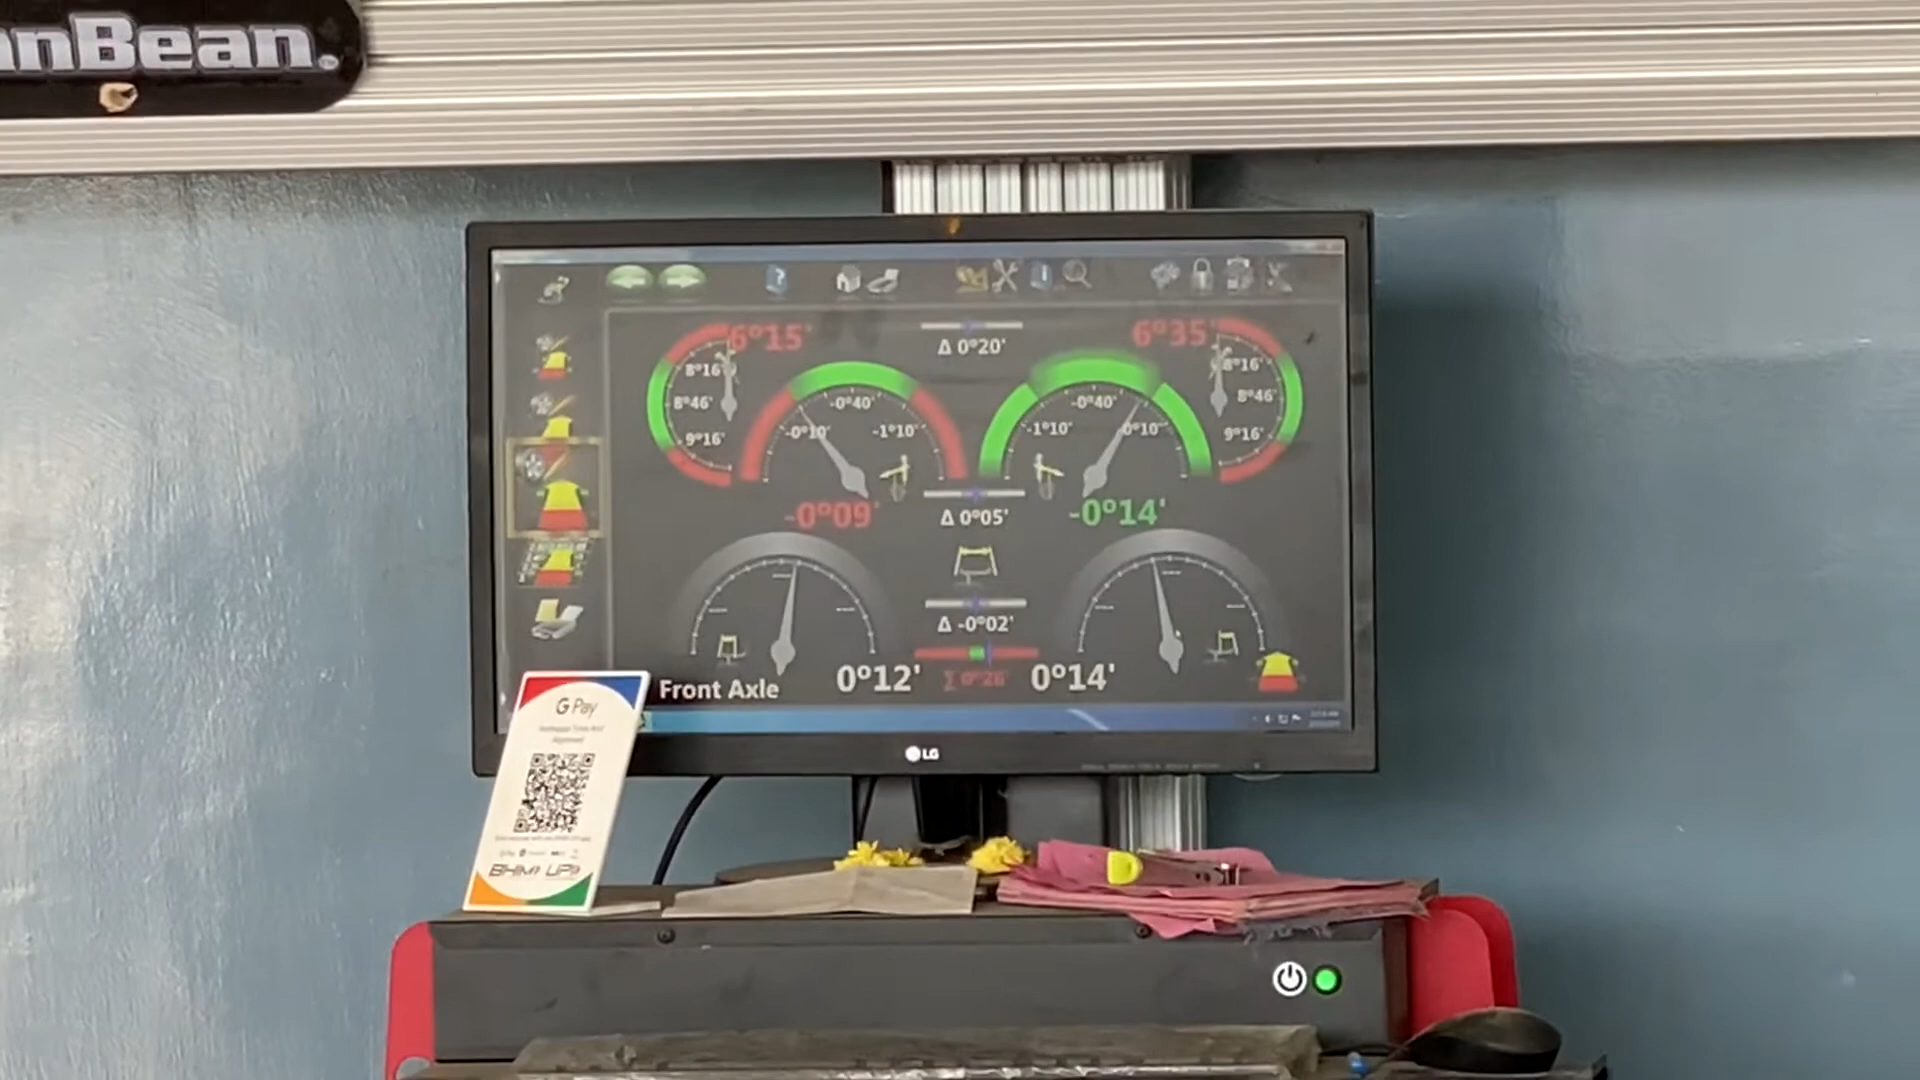 nBean.
6°15'
Δ 0°20'
6°35'
8°16'
8°46'
9°16'
-0°40'
-0°10'
-1°10'
-0°40'
-1°10'
0°10'
8°16'
8°46'
9°16'
-0°09'
Δ 0°05'
-0°14'
Δ -0°02'
Front Axle
0°12'
Σ 0°26'
0°14'
LG
G Pay
BHIM UPI